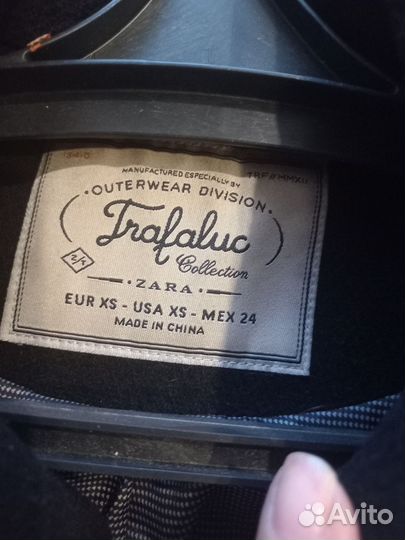 MANUFACTURED ESPECIALLY BY
·OUTERWEAR DIVISION·
Trafaluc
Collection
ZARA
EUR XS - USA XS - MEX 24
MADE IN CHINA
Avito